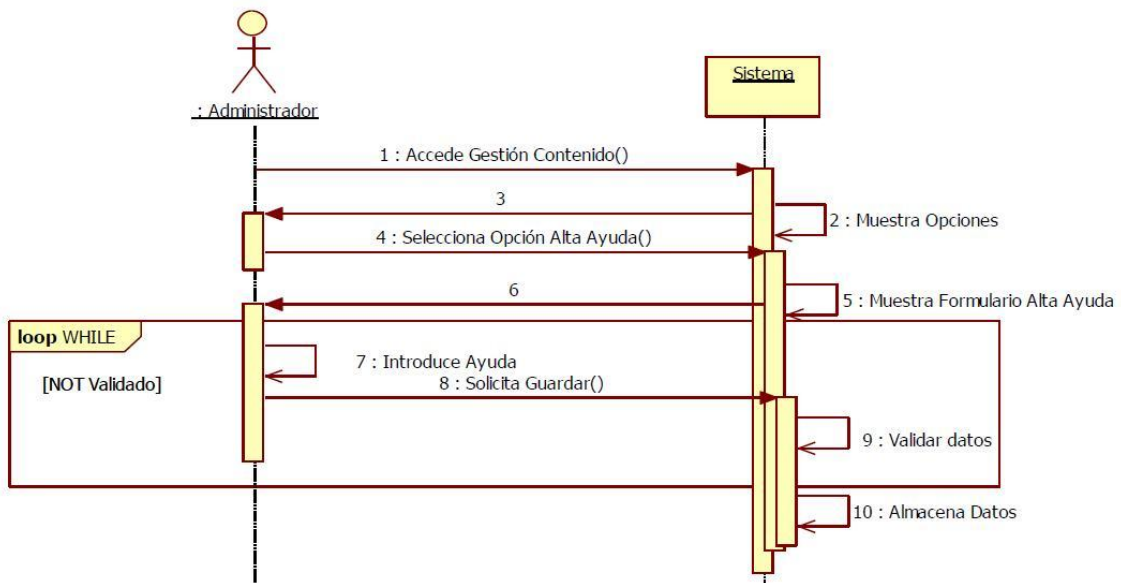 Sistema
: Administrador
1 : Accede Gestión Contenido()
3
2 : Muestra Opciones
4 : Selecciona Opción Alta Ayuda()
6
5 : Muestra Formulario Alta Ayuda
loop WHILE
7 : Introduce Ayuda
[NOT Validado]
8 : Solicita Guardar()
9 : Validar datos
10 : Almacena Datos